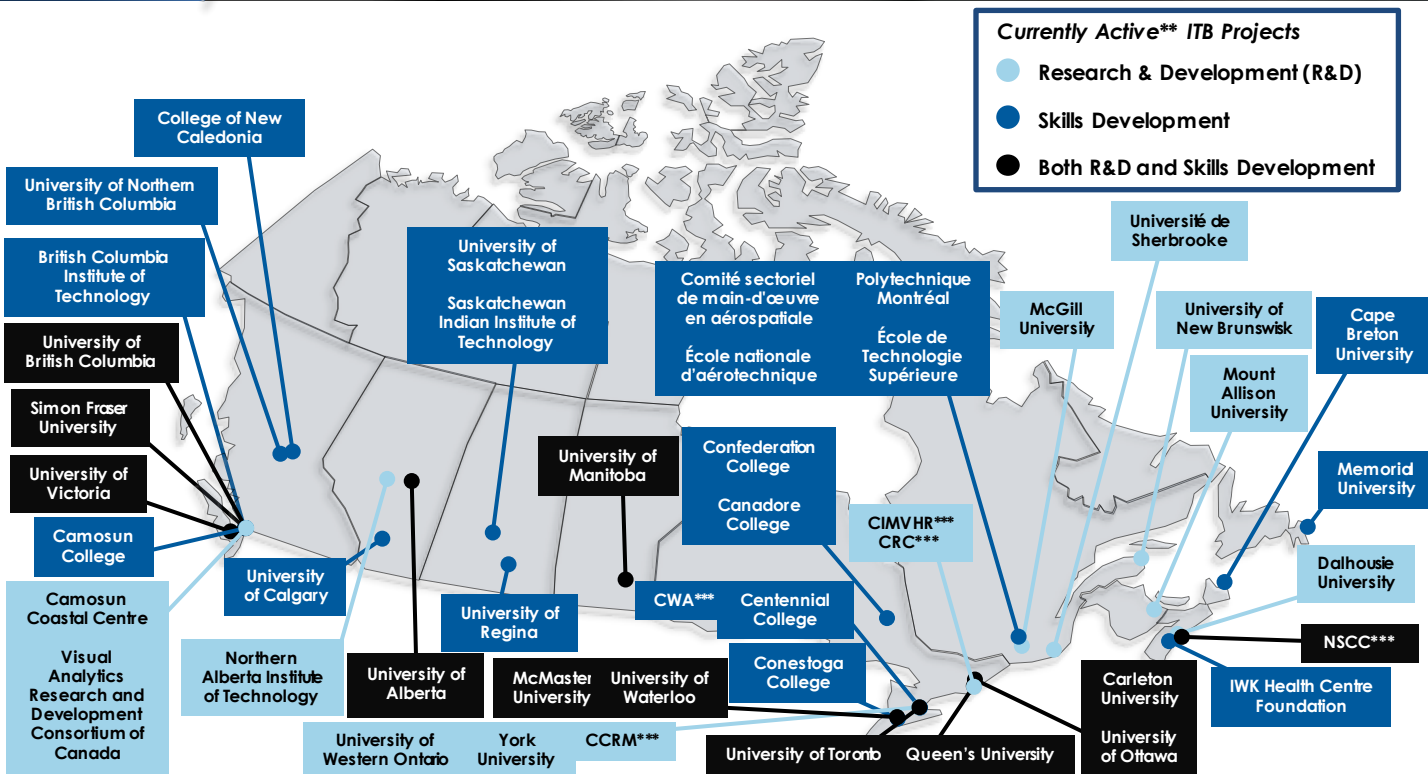 Currently Active** ITB Projects
Research & Development (R&D)
Skills Development
Both R&D and Skills Development
College of New
Caledonia
University of Northern
British Columbia
British Columbia
Institute of
Technology
University of
British Columbia
Simon Fraser
University
University of
Victoria
Camosun
College
Camosun
Coastal Centre
Visual
Analytics
Research and
Development
Consortium of
Canada
University
of Calgary
Northern
Alberta Institute
of Technology
University of
Alberta
University of
Saskatchewan
Saskatchewan
Indian Institute of
Technology
University of
Regina
University of
Manitoba
Comité sectoriel
de main-d'œuvre
en aérospatiale
École nationale
d'aérotechnique
Polytechnique
Montréal
École de
Technologie
Supérieure
Confederation
College
Canadore
College
CWA***
Centennial
College
Conestoga
College
McMaster
University
University of
Waterloo
University of
Western Ontario
York
University
CCRM***
University of Toronto
Queen's University
CIMVHR***
CRC***
Carleton
University
University
of Ottawa
McGill
University
Université de
Sherbrooke
University of
New Brunswisk
Mount
Allison
University
Cape
Breton
University
Memorial
University
Dalhousie
University
NSCC***
IWK Health Centre
Foundation